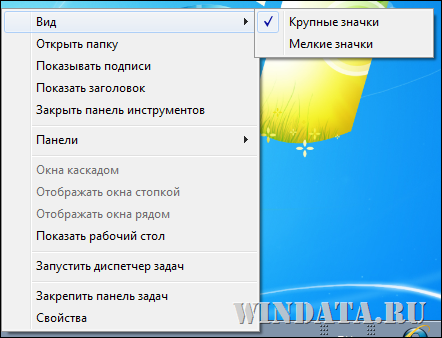 Вид
Крупные значки
Мелкие значки
Открыть папку
Показывать подписи
Показать заголовок
Закрыть панель инструментов
Панели
Окна каскадом
Отображать окна стопкой
Отображать окна рядом
Показать рабочий стол
Запустить диспетчер задач
Закрепить панель задач
Свойства
WINDATA.RU